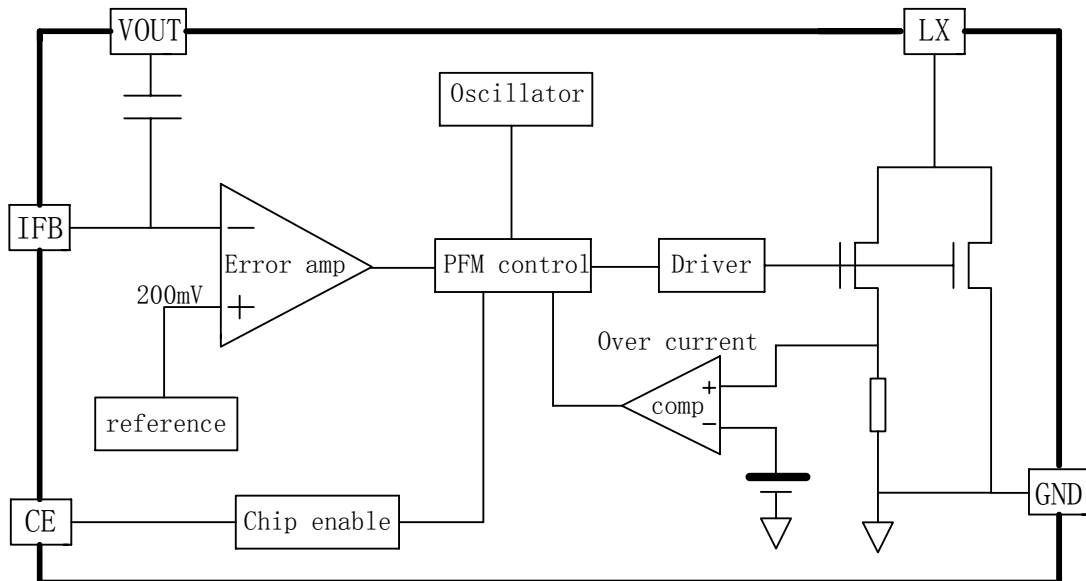 VOUT
LX
Oscillator
IFB
−
Error amp
PFM control
Driver
200mV
+
Over current
+
comp
−
reference
CE
Chip enable
GND